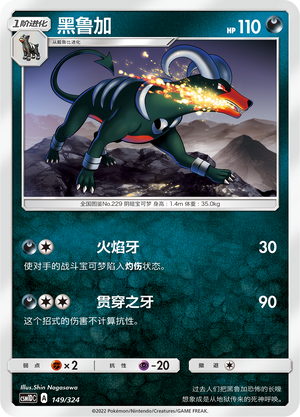 1阶进化 黑鲁加 HP 110
从戴鲁比进化
全国图鉴No.229 阴暗宝可梦 身高：1.4m 体重：35.0kg
火焰牙 30
使对手的战斗宝可梦陷入灼伤状态。
贯穿之牙 90
这个招式的伤害不计算抗性。
弱点 ×2 抗性 -20 撤退
Illus.Shin Nagasawa
CSM1DC A 149/324
过去人们把黑鲁加恐怖的长嚎
想象成是从地狱传来的死神呼唤。
©2022 Pokémon/Nintendo/Creatures/GAME FREAK.